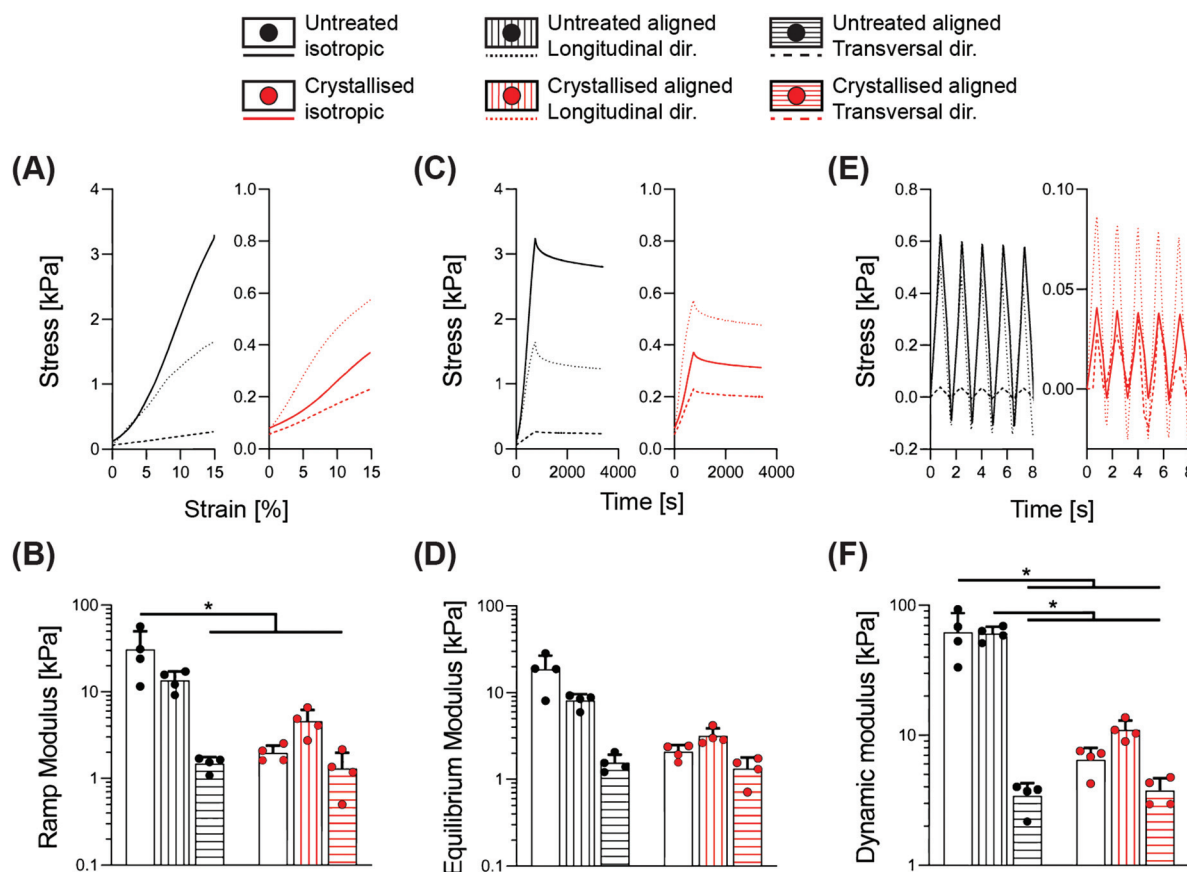 Untreated
isotropic
Untreated aligned
Longitudinal dir.
Untreated aligned
Transversal dir.
Crystallised
isotropic
Crystallised aligned
Longitudinal dir.
Crystallised aligned
Transversal dir.
(A)
Stress [kPa]
4
3
2
1
0
1.0
0.8
0.6
0.4
0.2
0.0
0 5 10 15
0 5 10 15
Strain [%]
(C)
Stress [kPa]
4
3
2
1
0
1.0
0.8
0.6
0.4
0.2
0.0
0 2000 4000
0 2000 4000
Time [s]
(E)
Stress [kPa]
0.8
0.6
0.4
0.2
0.0
-0.2
0.10
0.05
0.00
0 2 4 6 8
0 2 4 6 8
Time [s]
(B)
Ramp Modulus [kPa]
100
10
1
0.1
*
(D)
Equilibrium Modulus [kPa]
100
10
1
0.1
(F)
Dynamic modulus [kPa]
100
10
1
*
*